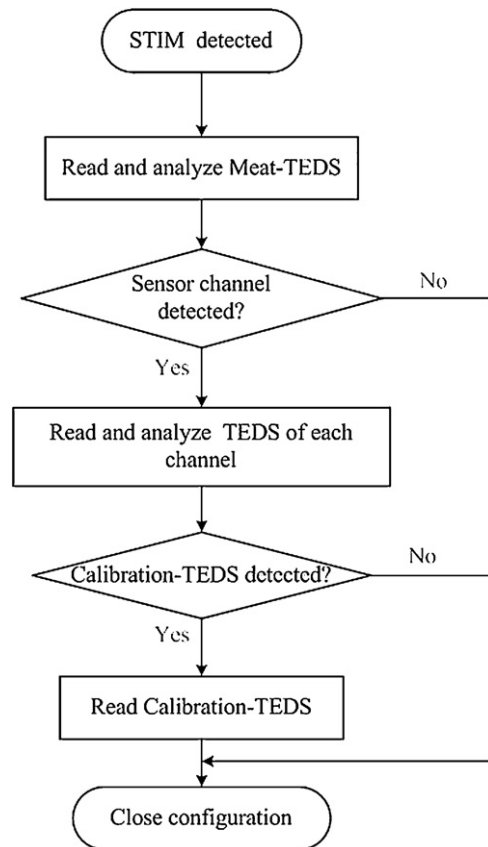 STIM detected
Read and analyze Meat-TEDS
Sensor channel
detected?
No
Yes
Read and analyze TEDS of each
channel
Calibration-TEDS detected?
No
Yes
Read Calibration-TEDS
Close configuration